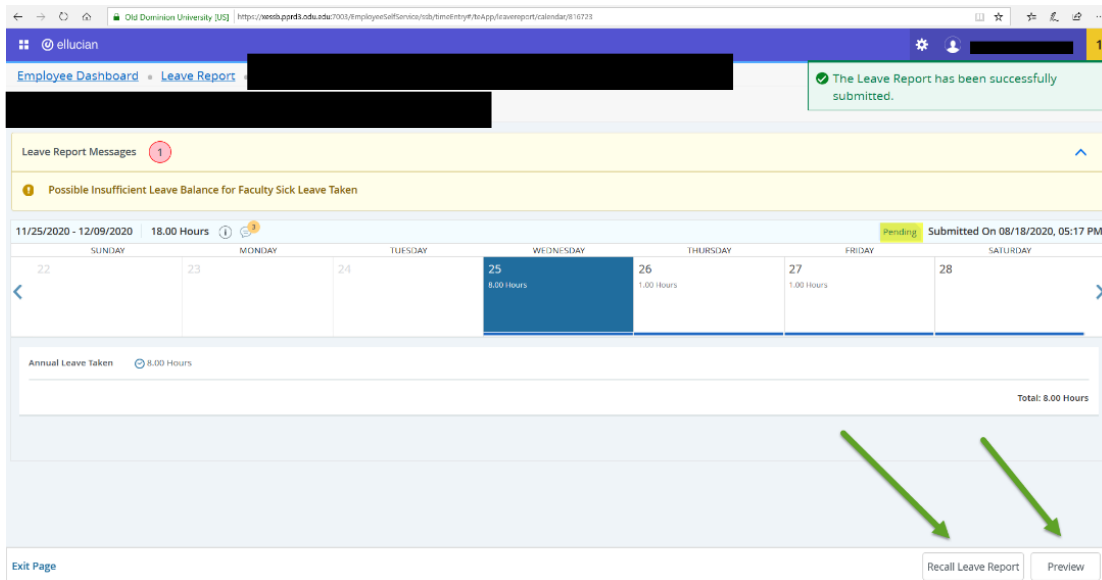 Old Dominion University [US] https://xessb.pprd3.odu.edu:7003/EmployeeSelfService/ssb/timeEntry#/teApp/leavereport/calendar/816723
ellucian
1
Employee Dashboard Leave Report
The Leave Report has been successfully
submitted.
Leave Report Messages 1
Possible Insufficient Leave Balance for Faculty Sick Leave Taken
11/25/2020 - 12/09/2020 18.00 Hours 3 Pending Submitted On 08/18/2020, 05:17 PM
SUNDAY MONDAY TUESDAY WEDNESDAY THURSDAY FRIDAY SATURDAY
22 23 24 25 26 27 28
8.00 Hours 1.00 Hours 1.00 Hours
Annual Leave Taken 8.00 Hours
Total: 8.00 Hours
Exit Page Recall Leave Report Preview